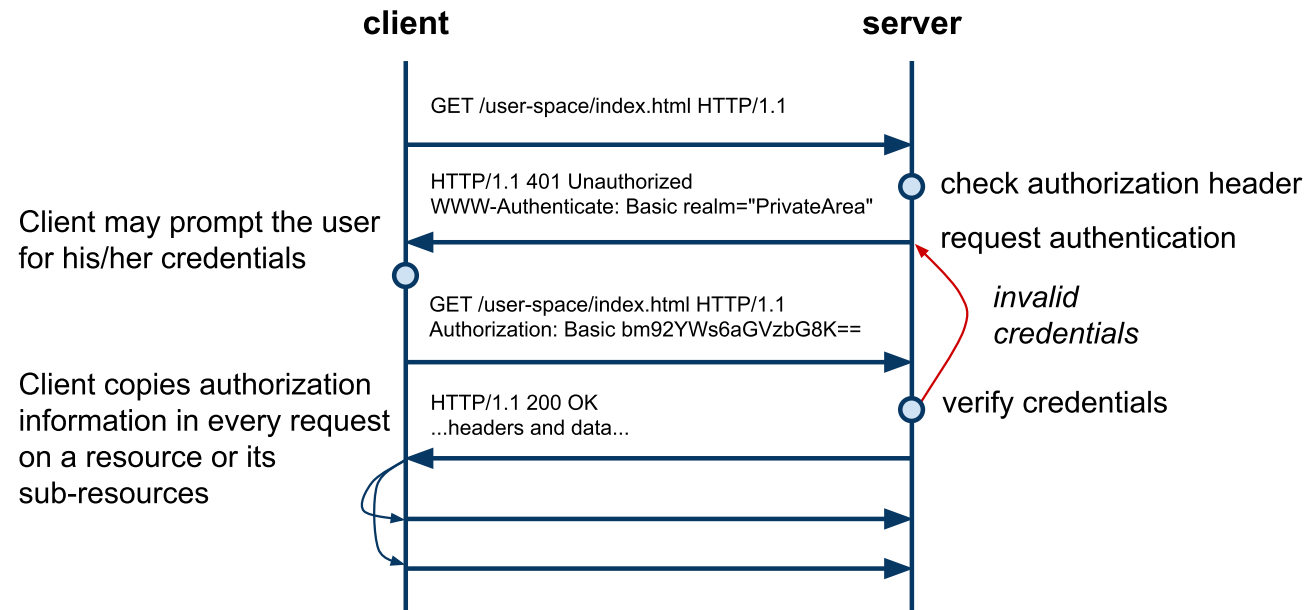 client
server
GET /user-space/index.html HTTP/1.1
HTTP/1.1 401 Unauthorized
WWW-Authenticate: Basic realm="PrivateArea"
check authorization header
request authentication
Client may prompt the user
for his/her credentials
GET /user-space/index.html HTTP/1.1
Authorization: Basic bm92YWs6aGVzbG8K==
invalid
credentials
verify credentials
HTTP/1.1 200 OK
...headers and data...
Client copies authorization
information in every request
on a resource or its
sub-resources